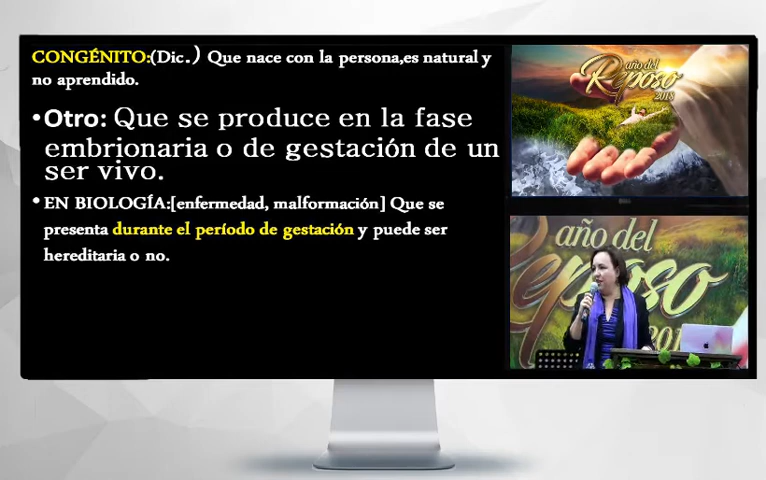 CONGÉNITO:(Dic.) Que nace con la persona,es natural y
no aprendido.
•Otro: Que se produce en la fase
embrionaria o de gestación de un
ser vivo.
•EN BIOLOGÍA:[enfermedad, malformación] Que se
presenta durante el período de gestación y puede ser
hereditaria o no.
año del
Reposo
2018
año del
Reposo
201